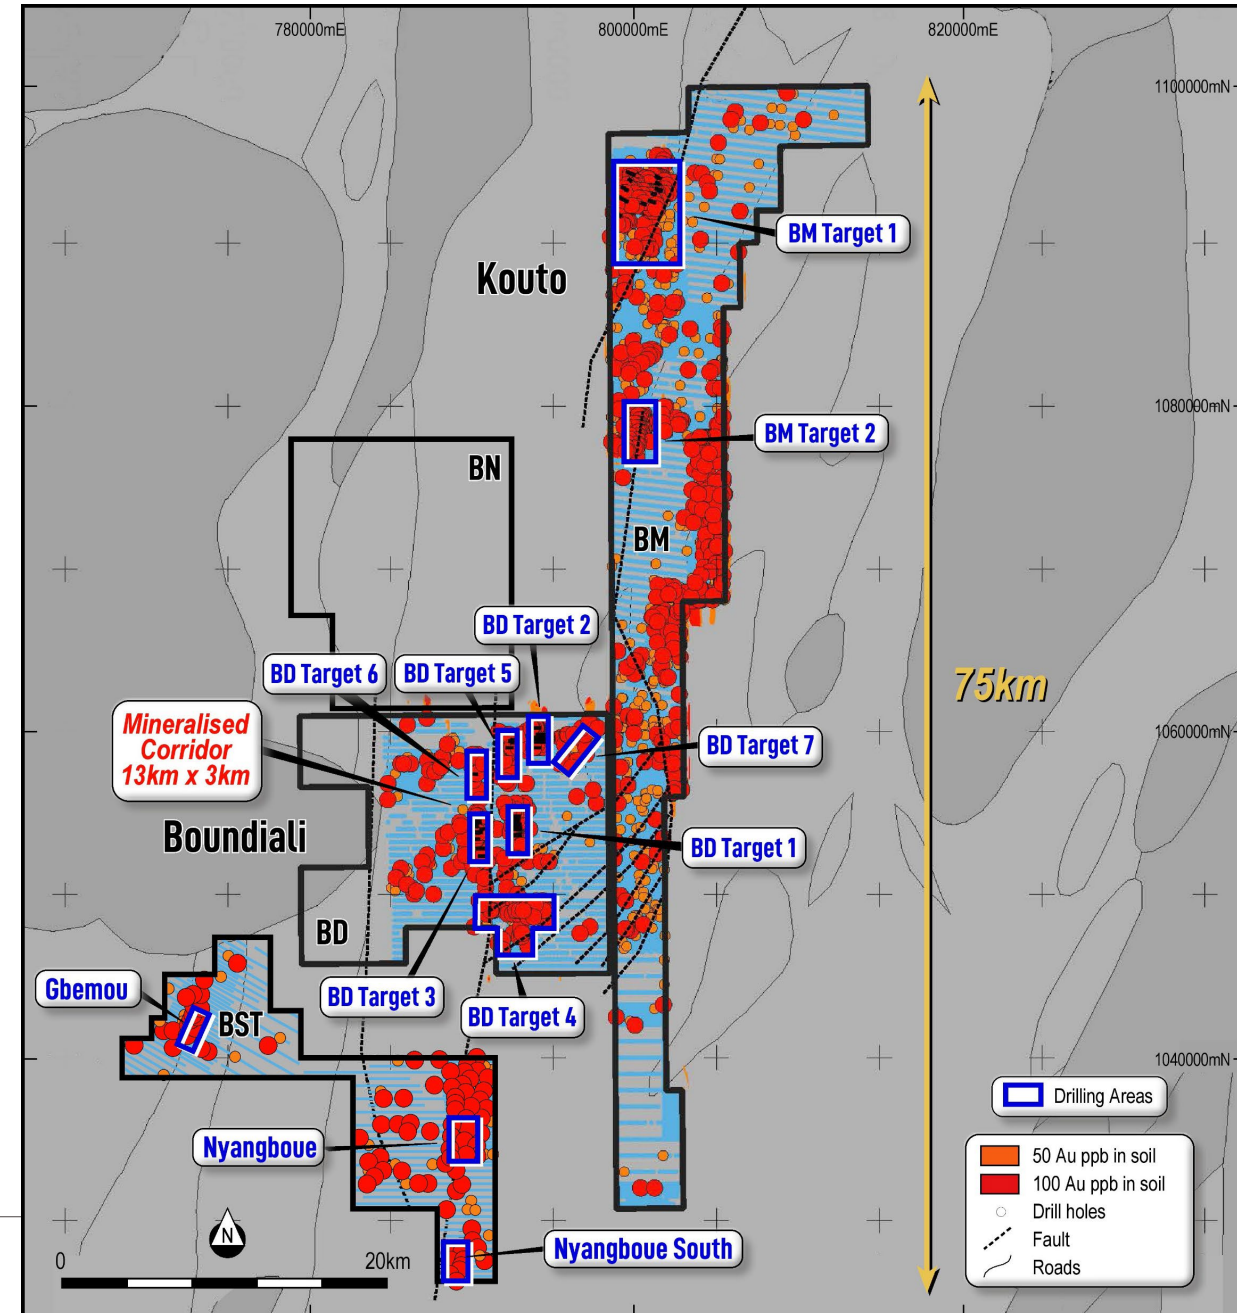 780000mE
800000mE
820000mE
1100000mN
BM Target 1
Kouto
1080000mN
BM Target 2
BN
BM
BD Target 2
BD Target 6
BD Target 5
75km
Mineralised
Corridor
13km x 3km
1060000mN
BD Target 7
Boundiali
BD Target 1
BD
Gbemou
BD Target 3
BD Target 4
BST
1040000mN
Drilling Areas
Nyangboue
50 Au ppb in soil
100 Au ppb in soil
Drill holes
Fault
Roads
N
Nyangboue South
0
20km